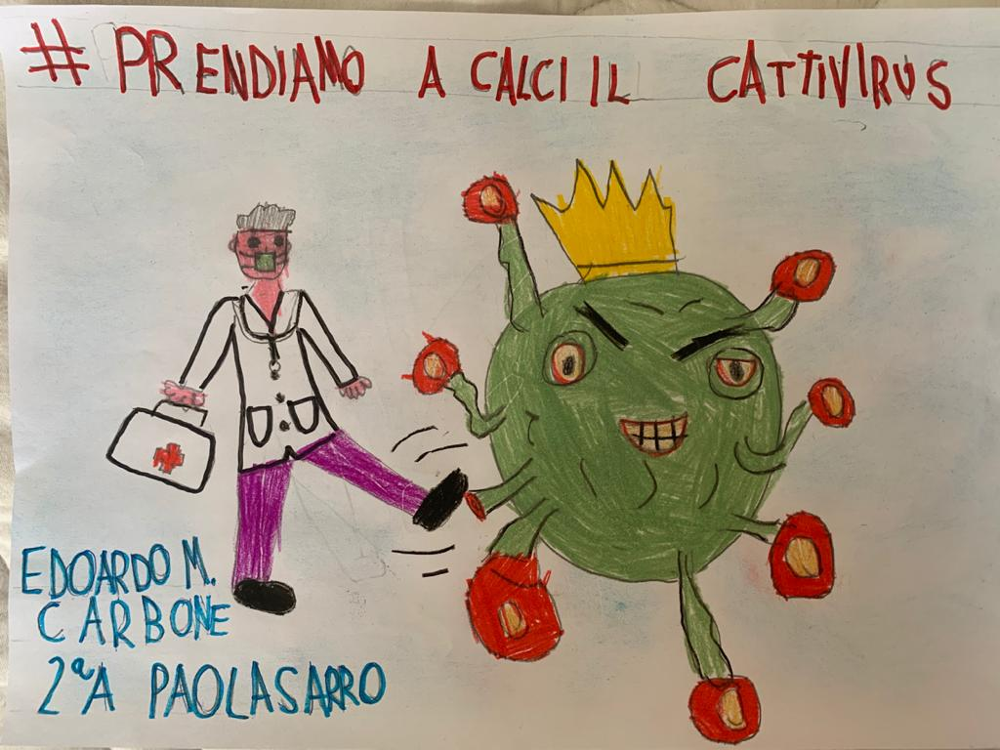 # PRENDIAMO A CALCI IL CATTIVIRUS
EDOARDO M.
CARBONE
2ªA PAOLASARRO